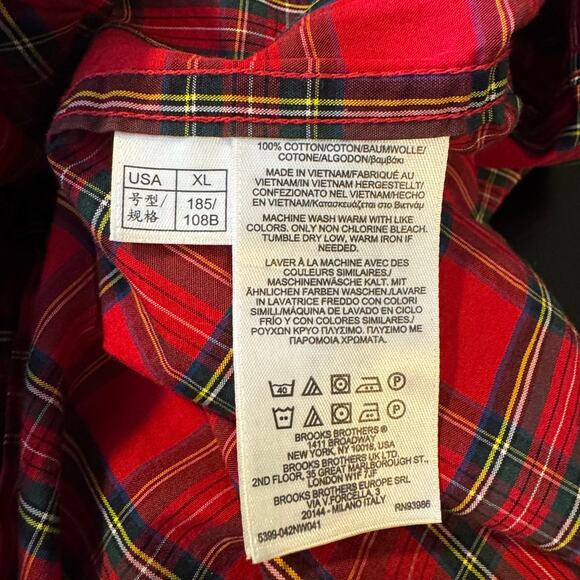 USA XL
号型/ 185/
规格 108B
100% COTTON/COTON/BAUMWOLLE/
COTONE/ALGODON/βαμβάκι
MADE IN VIETNAM/FABRIQUÉ AU
VIETNAM/IN VIETNAM HERGESTELLT/
CONFEZIONATO NEL VIETNAM/HECHO
EN VIETNAM/Κατασκευάζεται στο Βιετνάμ
MACHINE WASH WARM WITH LIKE
COLORS. ONLY NON CHLORINE BLEACH.
TUMBLE DRY LOW, WARM IRON IF
NEEDED.
LAVER À LA MACHINE AVEC DES
COULEURS SIMILAIRES./
MASCHINENWÄSCHE KALT. MIT
ÄHNLICHEN FARBEN WASCHEN./LAVARE
IN LAVATRICE FREDDO CON COLORI
SIMILI./MÁQUINA DE LAVADO EN CICLO
FRÍO Y CON COLORES SIMILARES./
ΡΟΥΧΩΝ ΚΡΥΟ ΠΛΥΣΙΜΟ. ΠΛΥΣΙΜΟ ΜΕ
ΠΑΡΟΜΟΙΑ ΧΡΩΜΑΤΑ.
40 P
P
BROOKS BROTHERS®
1411 BROADWAY
NEW YORK, NY 10018, USA
BROOKS BROTHERS UK LTD.
2ND FLOOR, 35 GREAT MARLBOROUGH ST.,
LONDON W1F 7JF
BROOKS BROTHERS EUROPE SRL
VIA V.PORCELLA, 3
20144 - MILANO ITALY
RN93986
5399-042NW041